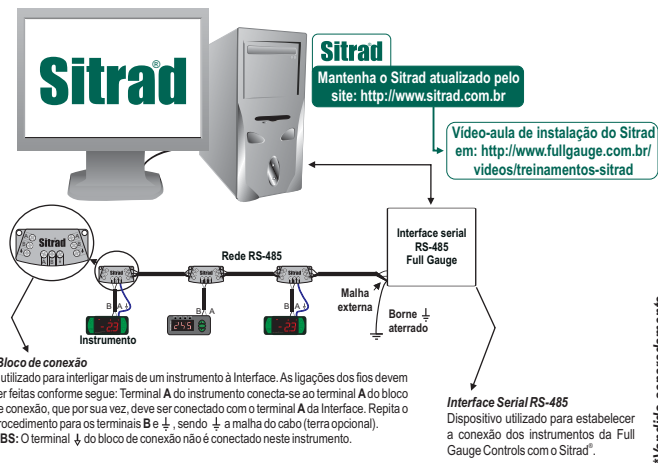 Sitrad®
Sitrad
Mantenha o Sitrad atualizado pelo
site: http://www.sitrad.com.br
Vídeo-aula de instalação do Sitrad
em: http://www.fullgauge.com.br/
videos/treinamentos-sitrad
Interface serial
RS-485
Full Gauge
Sitrad
A
B
A
B
A B
Rede RS-485
Sitrad
Sitrad
Sitrad
B A
B A
B A
Instrumento
Malha
externa
Borne ⏚
aterrado
Bloco de conexão
utilizado para interligar mais de um instrumento à Interface. As ligações dos fios devem
er feitas conforme segue: Terminal A do instrumento conecta-se ao terminal A do bloco
e conexão, que por sua vez, deve ser conectado com o terminal A da Interface. Repita o
rocedimento para os terminais B e ⏚, sendo ⏚ a malha do cabo (terra opcional).
BS: O terminal ⏚ do bloco de conexão não é conectado neste instrumento.
Interface Serial RS-485
Dispositivo utilizado para estabelecer
a conexão dos instrumentos da Full
Gauge Controls com o Sitrad®.
*Vendido separadamente